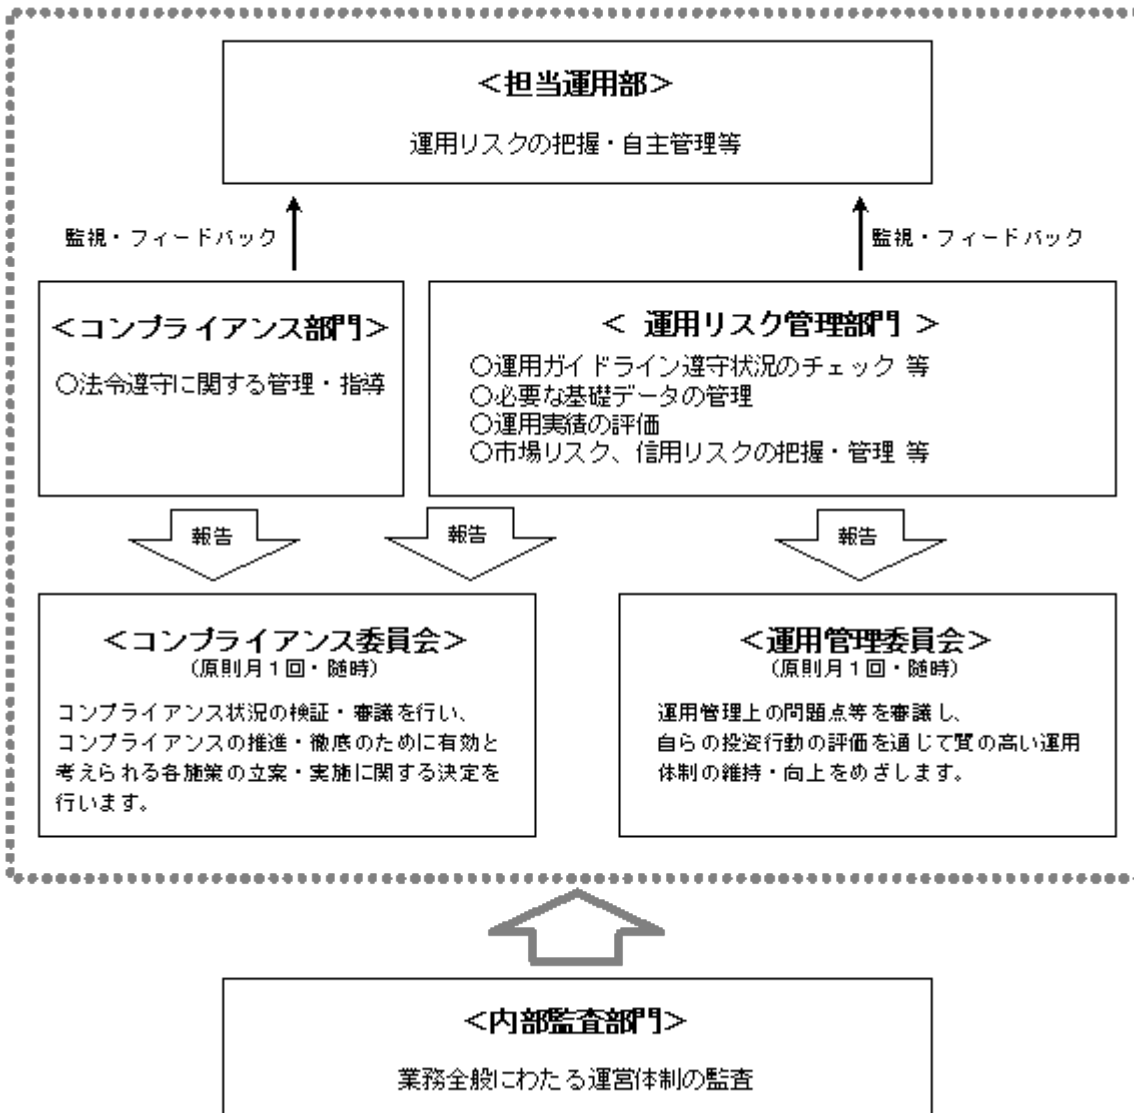 ＜担当運用部＞
運用リスクの把握・自主管理等
監視・フィードバック
監視・フィードバック
＜コンプライアンス部門＞
○法令遵守に関する管理・指導
＜ 運用リスク管理部門 ＞
○運用ガイドライン遵守状況のチェック 等
○必要な基礎データの管理
○運用実績の評価
○市場リスク、信用リスクの把握・管理 等
報告
報告
報告
＜コンプライアンス委員会＞
（原則月１回・随時）
コンプライアンス状況の検証・審議を行い、
コンプライアンスの推進・徹底のために有効と
考えられる各施策の立案・実施に関する決定を
行います。
＜運用管理委員会＞
（原則月１回・随時）
運用管理上の問題点等を審議し、
自らの投資行動の評価を通じて質の高い運用
体制の維持・向上をめざします。
＜内部監査部門＞
業務全般にわたる運営体制の監査